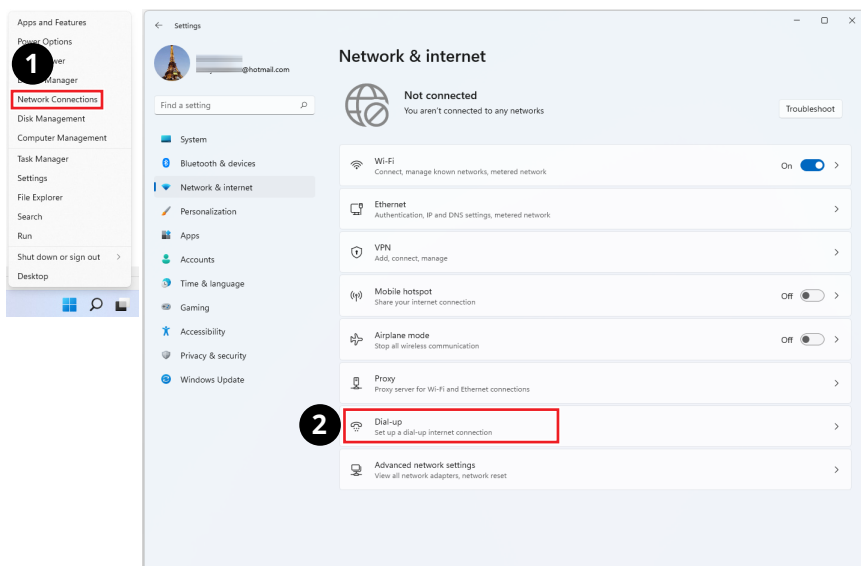 Apps and Features
Power Options
1
Network Connections
Disk Management
Computer Management
Task Manager
Settings
File Explorer
Search
Run
Shut down or sign out
Desktop
Settings
@hotmail.com
Find a setting
System
Bluetooth & devices
Network & internet
Personalization
Apps
Accounts
Time & language
Gaming
Accessibility
Privacy & security
Windows Update
Network & internet
Not connected
You aren't connected to any networks
Troubleshoot
Wi-Fi
Connect, manage known networks, metered network
On
Ethernet
Authentication, IP and DNS settings, metered network
VPN
Add, connect, manage
Mobile hotspot
Share your internet connection
Off
Airplane mode
Stop all wireless communication
Off
Proxy
Proxy server for Wi-Fi and Ethernet connections
2
Dial-up
Set up a dial-up internet connection
Advanced network settings
View all network adapters, network reset